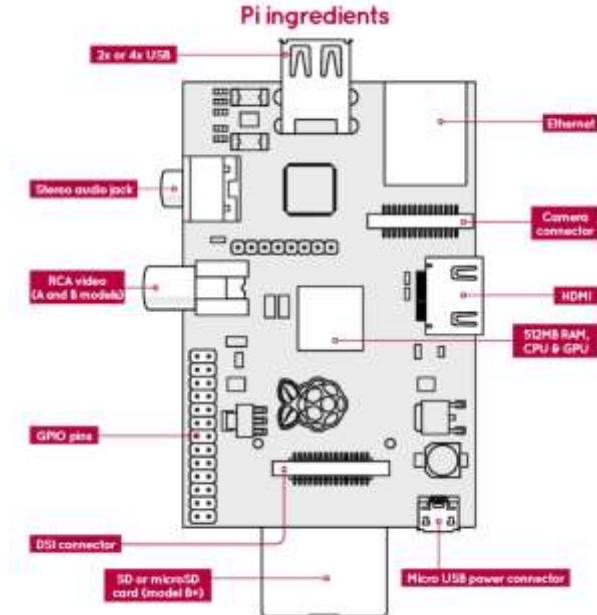 Pi ingredients
2x or 4x USB
Ethernet
Stereo audio jack
Camera
connector
RCA video
(A and B models)
HDMI
512MB RAM,
CPU & GPU
GPIO pins
DSI connector
SD or microSD
card (model B+)
Micro USB power connector